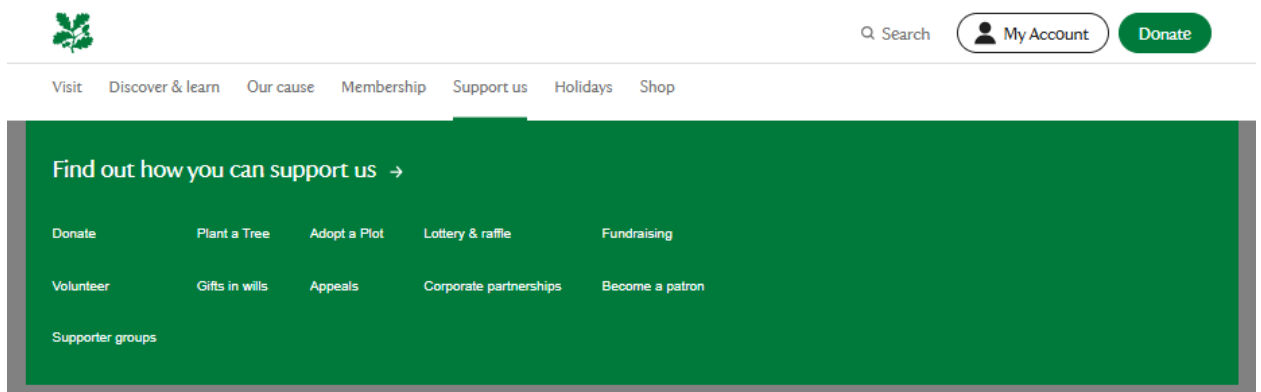 Search My Account Donate
Visit Discover & learn Our cause Membership Support us Holidays Shop
Find out how you can support us →
Donate Plant a Tree Adopt a Plot Lottery & raffle Fundraising
Volunteer Gifts in wills Appeals Corporate partnerships Become a patron
Supporter groups